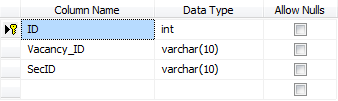 Column Name Data Type Allow Nulls
ID int
Vacancy_ID varchar(10)
SecID varchar(10)